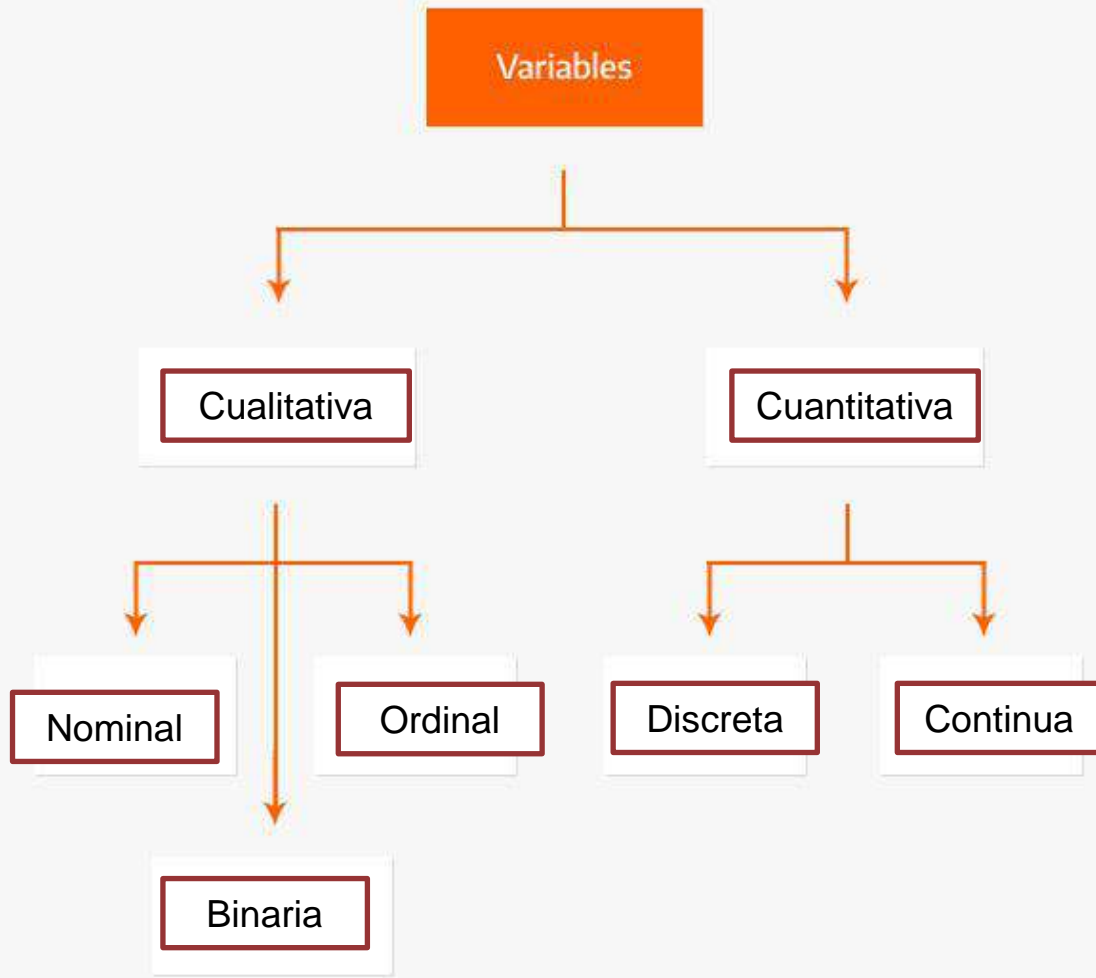 Variables
Cualitativa
Cuantitativa
Nominal
Ordinal
Discreta
Continua
Binaria